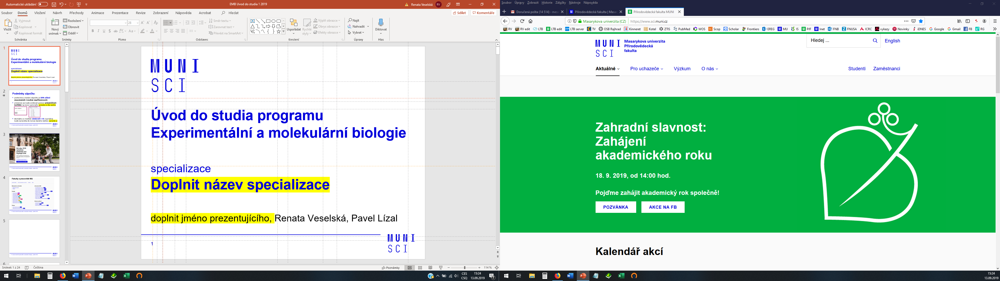 Automatické ukládání
EMB Uvod do studia 1 2019
Renata Veselská
RV
Soubor Domů Vložení Návrh Přechody Animace Prezentace Revize Zobrazení Nápověda Acrobat Hledat
Sdílet Komentáře
Vložit
Vyjmout
Kopírovat
Kopírovat formát
Schránka
Nový snímek
Rozložení
Obnovit
Oddíl
Snímky
28
Písmo
Směr textu
Zarovnat text
Převést na SmartArt
Odstavec
Uspořádat
Rychlé styly
Výplň obrazce
Obrys obrazce
Efekty obrazce
Kreslení
Najít
Nahradit
Vybrat
Úpravy
Diktovat
Hlas
1
MUNI
SCI
Úvod do studia programu
Experimentální a molekulární biologie
specializace
Doplnit název specializace
doplnit jméno prezentujícího, Renata Veselská, Pavel Lízal
2
Podmínky zápočtu:
3
4
Fakulty a pracoviště MU
5
6
MUNI
SCI
Úvod do studia programu
Experimentální a molekulární biologie
specializace
Doplnit název specializace
doplnit jméno prezentujícího, Renata Veselská, Pavel Lízal
1
MUNI
SCI
Snímek 1 z 24
Čeština
Poznámky
114 %
CES
CSQ
15:24
13.09.2019
Soubor Úpravy Zobrazit Historie Záložky Nástroje Nápověda
Doručená pošta (14 514) - rves
Přírodovědecká fakulta | Masa
Přírodovědecká fakulta MUNI
Masarykova univerzita (CZ)
https://www.sci.muni.cz
RV RV edit LTB LTB edit LTB server TV OSB Rajhrad Kinneret Kotel ZTIS PubMed WOS Scop Scholar Frontiers EREG MU IS PřF Inet FNB FNUSA ICRC vykazy Novinky iDNES Google Gmail FB RG
MUNI
SCI
Masarykova univerzita
Přírodovědecká
fakulta
Hledej ...
English
Aktuálně Pro uchazeče Výzkum O nás
Studenti Zaměstnanci
Zahradní slavnost:
Zahájení
akademického roku
18. 9. 2019, od 14:00 hod.
Pojďme zahájit akademický rok společně!
POZVÁNKA AKCE NA FB
Kalendář akcí
15:24
13.09.2019